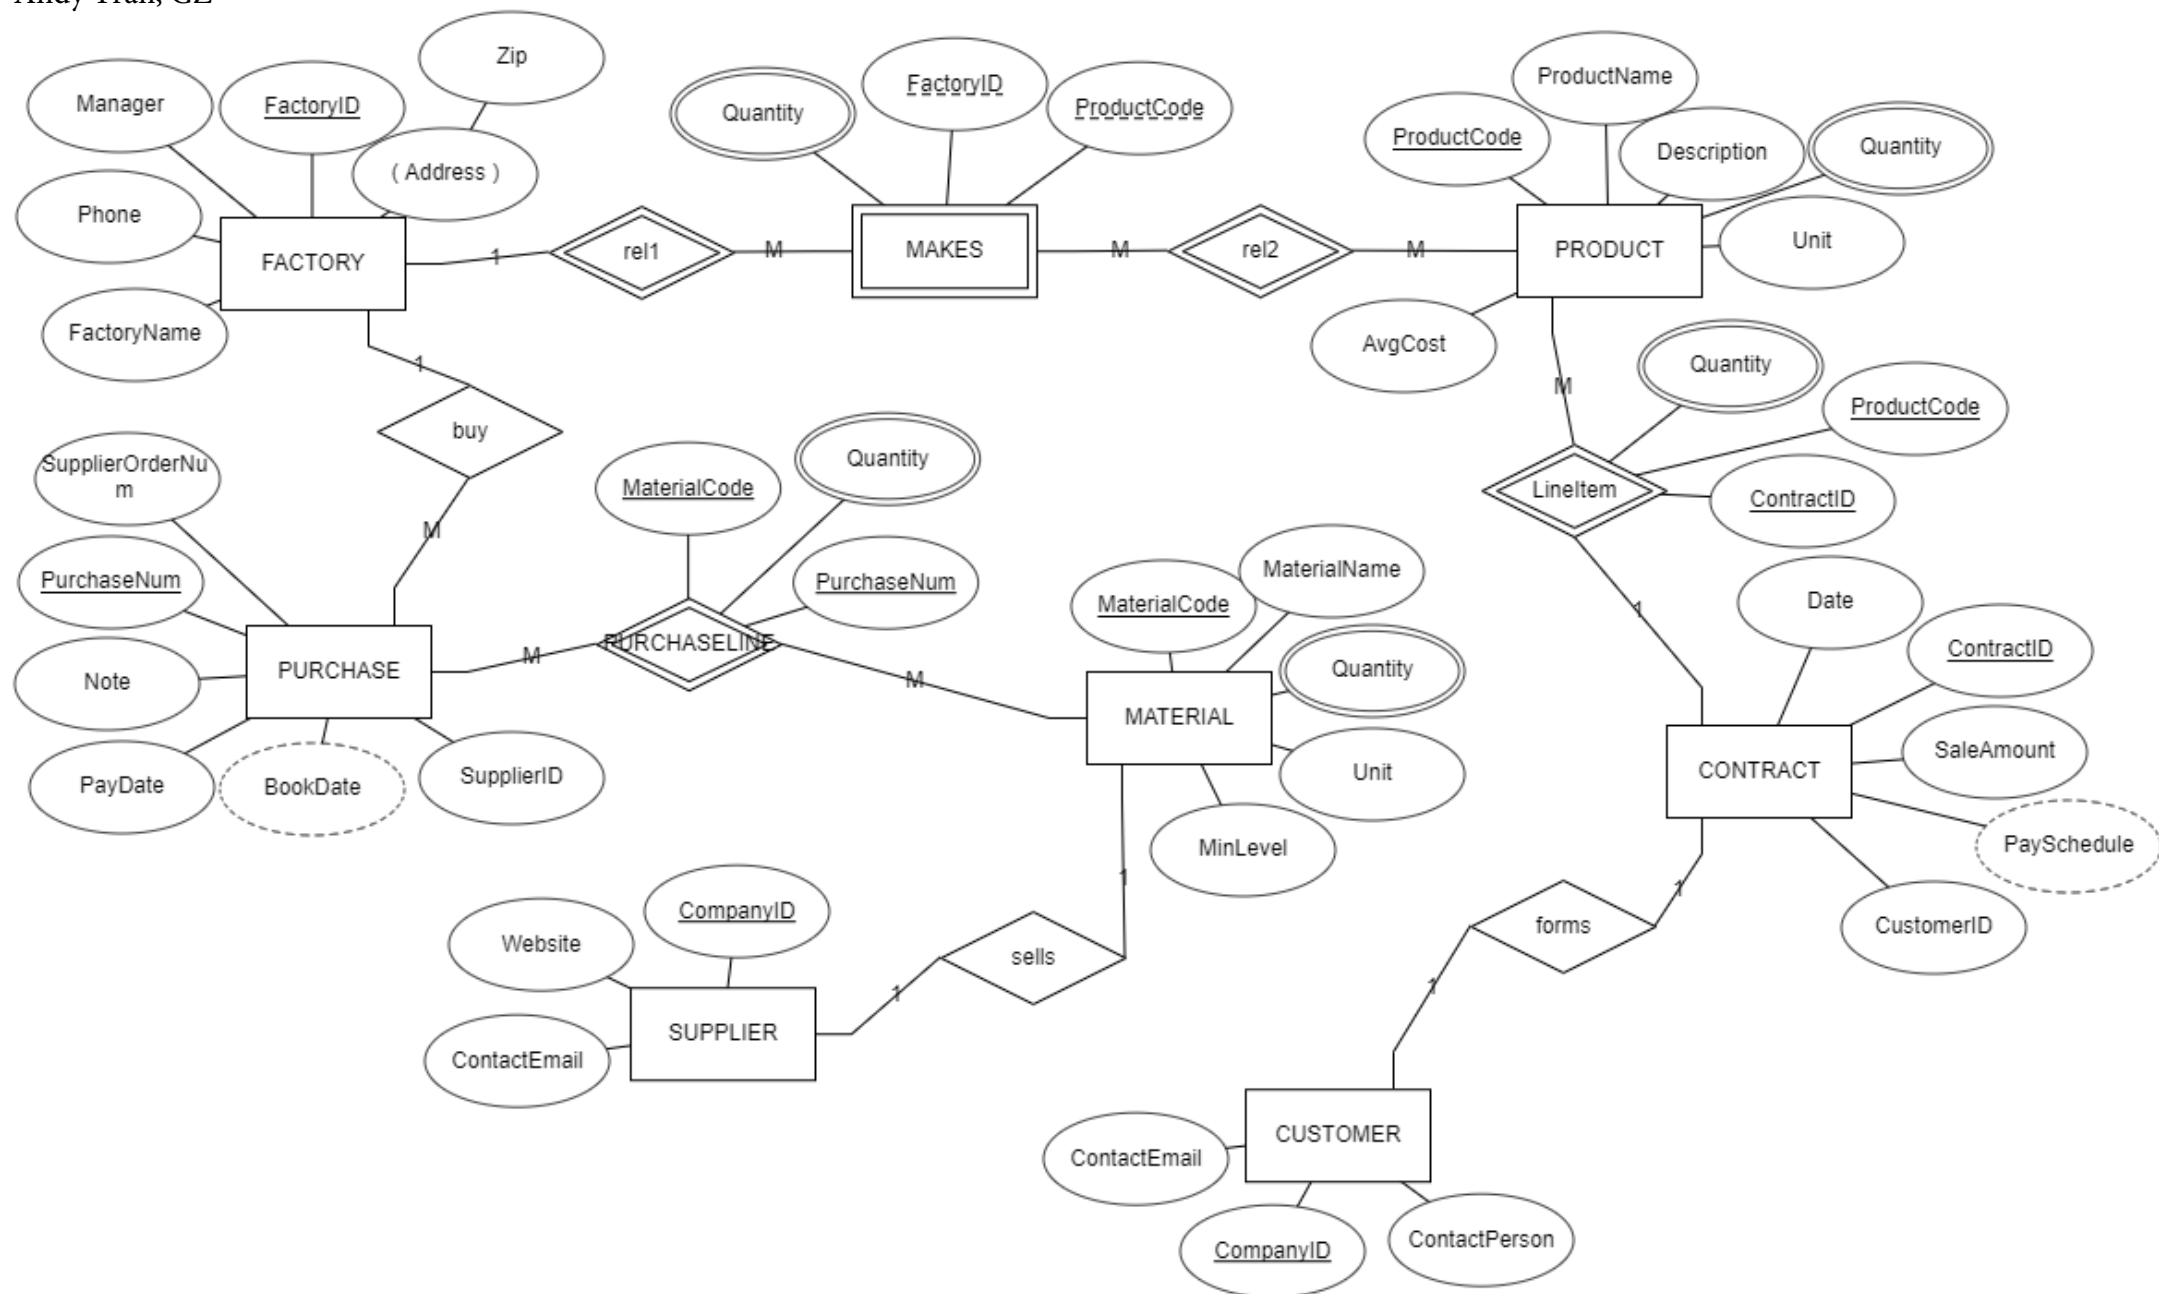 Zip
Manager
FactoryID
( Address )
Phone
FACTORY
FactoryName
1
rel1
M
Quantity
FactoryID
ProductCode
MAKES
M
rel2
M
ProductName
ProductCode
Description
Quantity
Unit
PRODUCT
AvgCost
1
buy
M
M
Quantity
ProductCode
LineItem
ContractID
1
SupplierOrderNu
m
PurchaseNum
Note
PURCHASE
PayDate
BookDate
SupplierID
M
MaterialCode
Quantity
PurchaseNum
PURCHASELINE
M
MaterialCode
MaterialName
Quantity
MATERIAL
Unit
MinLevel
1
Date
ContractID
SaleAmount
CONTRACT
PaySchedule
CustomerID
CompanyID
Website
SUPPLIER
ContactEmail
1
sells
forms
1
1
CUSTOMER
ContactEmail
CompanyID
ContactPerson